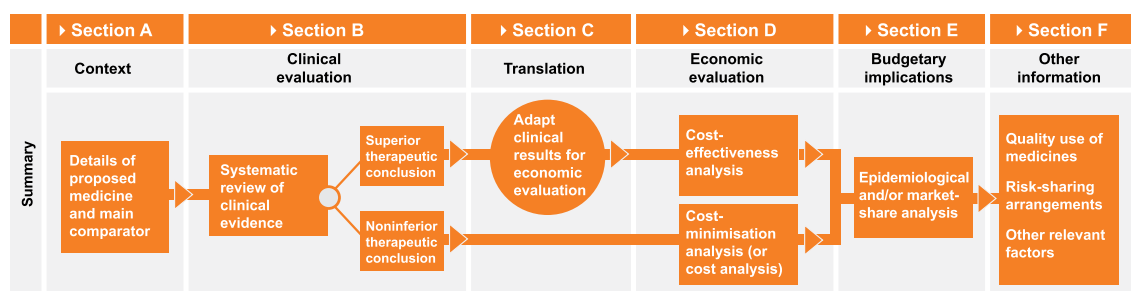 Section A
Section B
Section C
Section D
Section E
Section F
Context
Clinical
evaluation
Translation
Economic
evaluation
Budgetary
implications
Other
information
Summary
Details of
proposed
medicine
and main
comparator
Systematic
review of
clinical
evidence
Superior
therapeutic
conclusion
Noninferior
therapeutic
conclusion
Adapt
clinical
results for
economic
evaluation
Cost-
effectiveness
analysis
Cost-
minimisation
analysis (or
cost analysis)
Epidemiological
and/or market-
share analysis
Quality use of
medicines
Risk-sharing
arrangements
Other relevant
factors